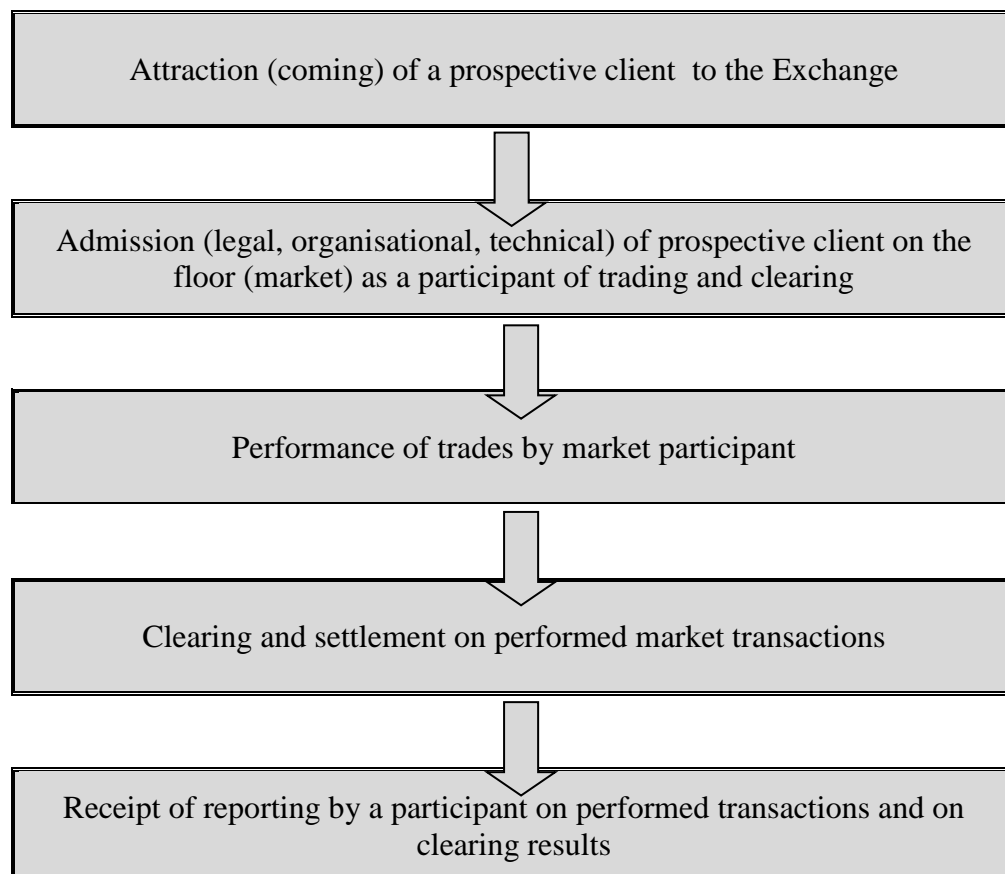 Attraction (coming) of a prospective client  to the Exchange
Admission (legal, organisational, technical) of prospective client on the
floor (market) as a participant of trading and clearing
Performance of trades by market participant
Clearing and settlement on performed market transactions
Receipt of reporting by a participant on performed transactions and on
clearing results